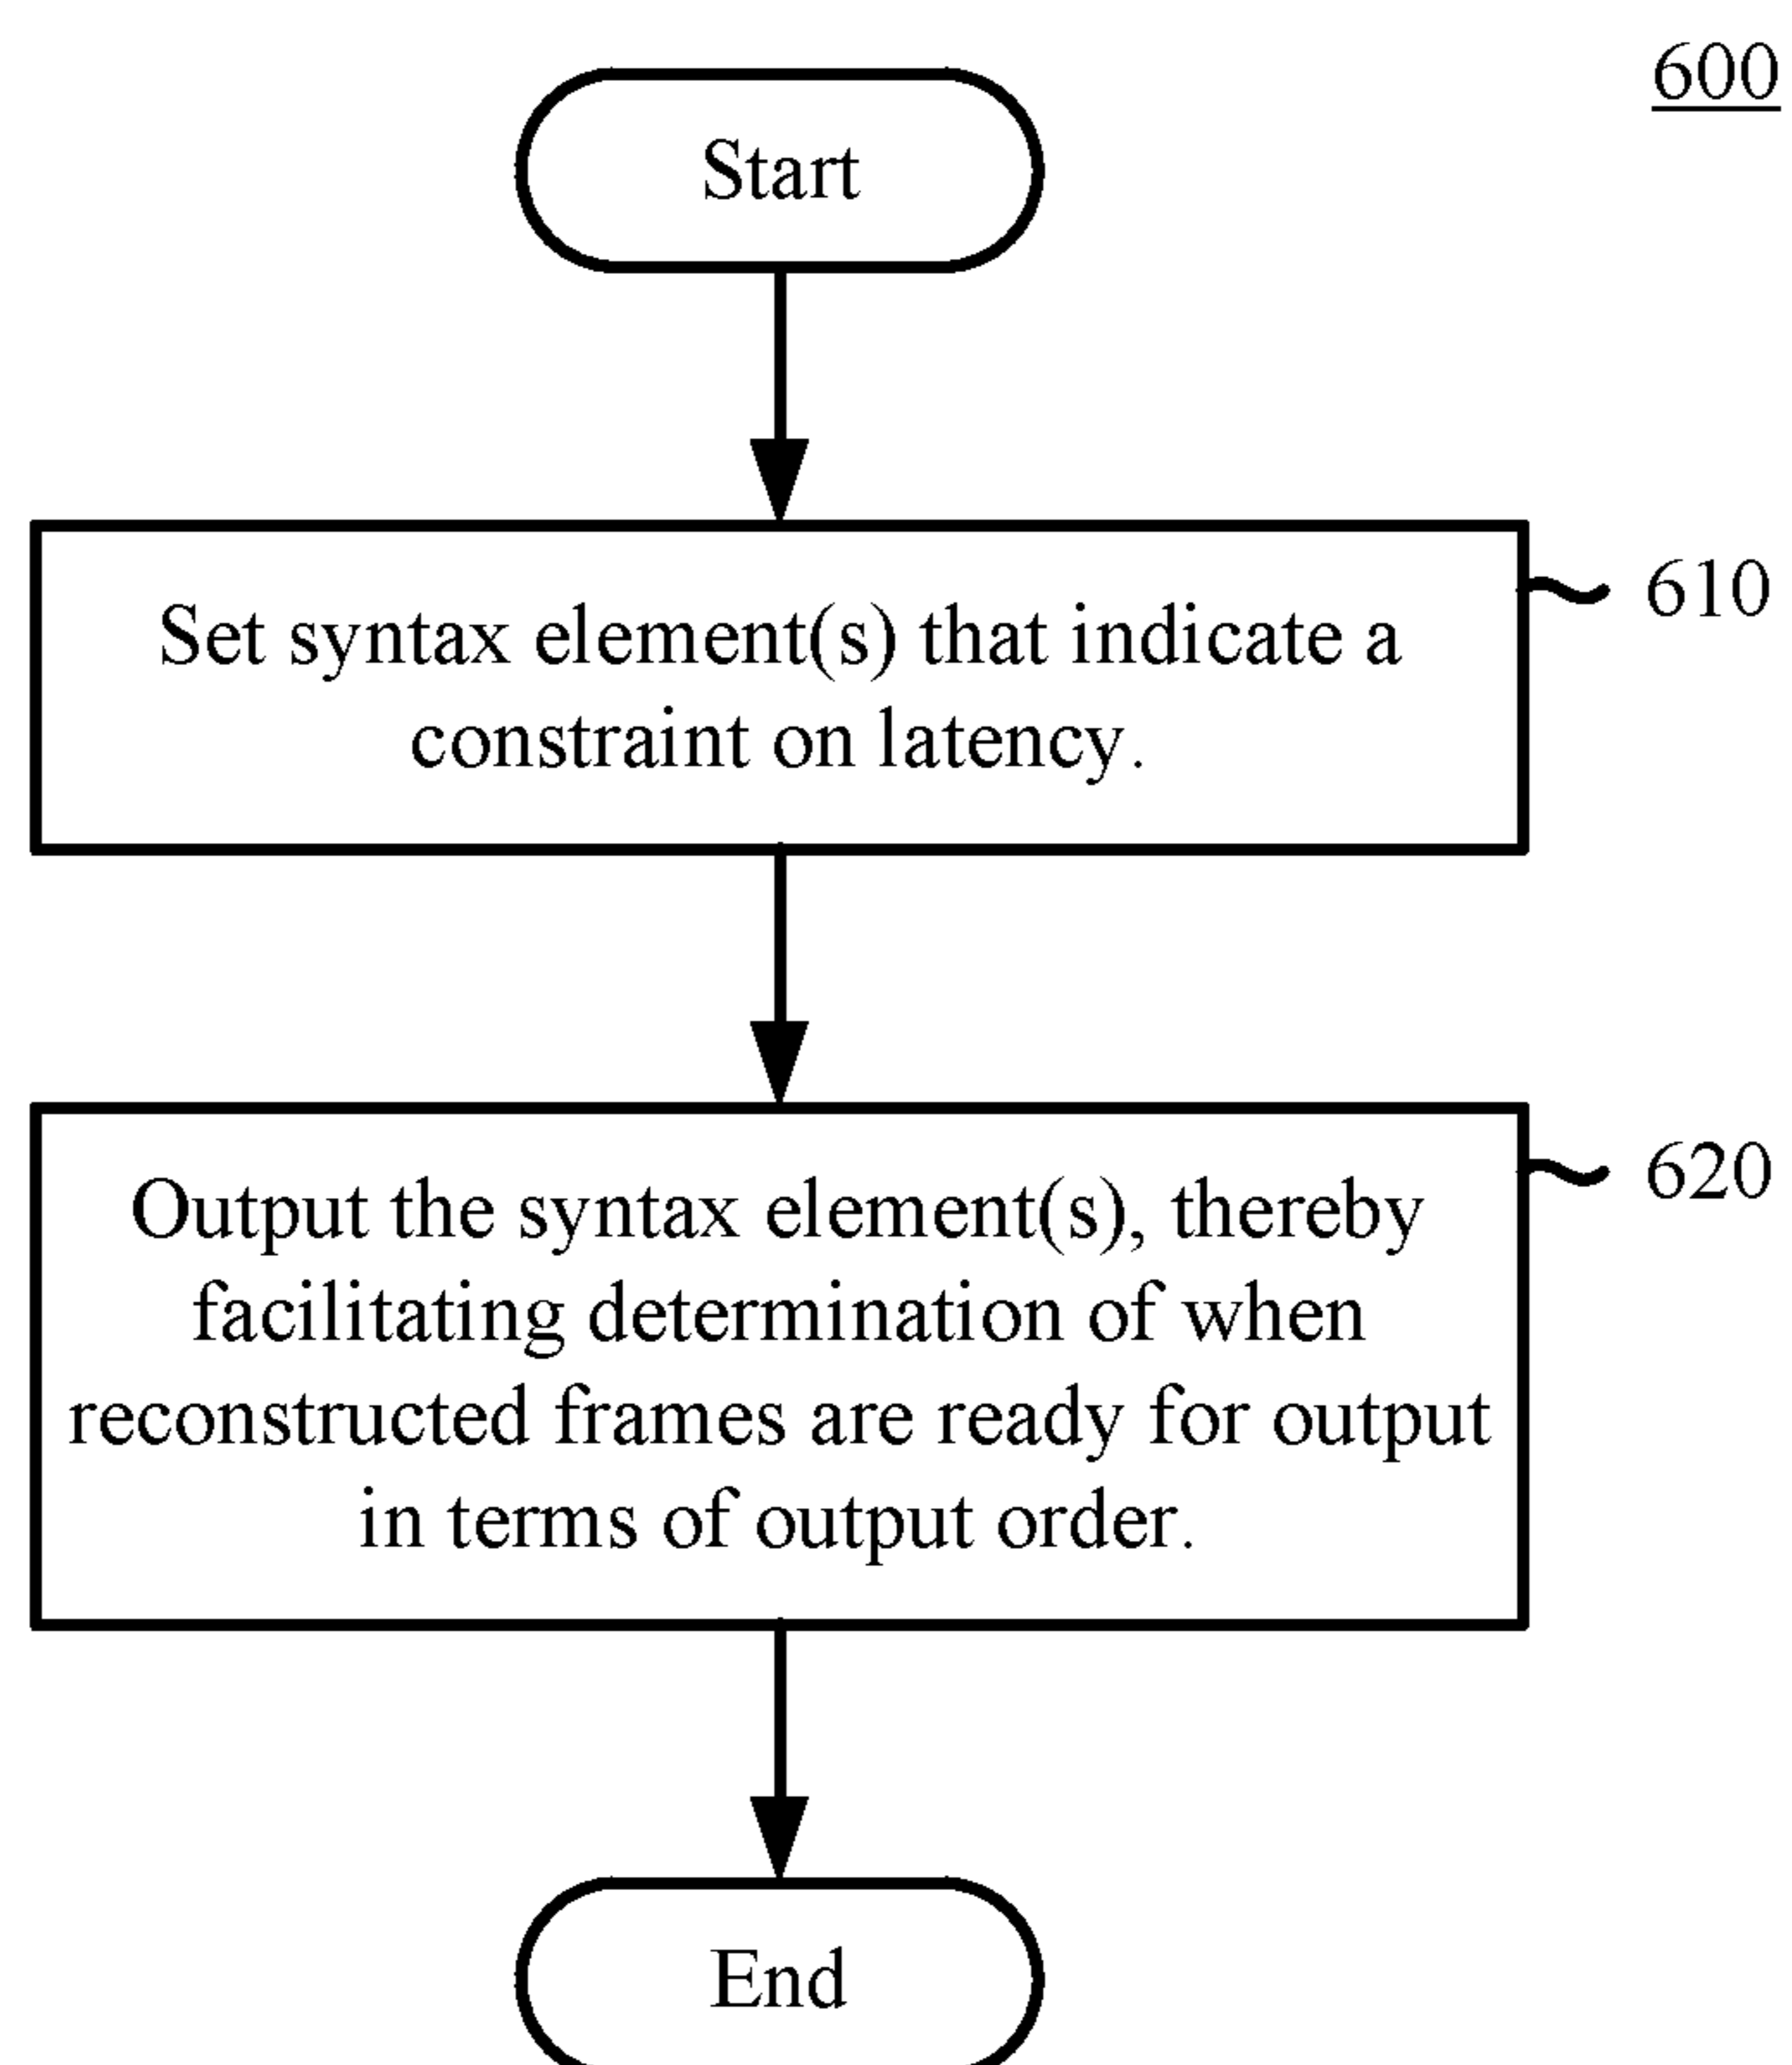 600
Start
Set syntax element(s) that indicate a
constraint on latency.
610
Output the syntax element(s), thereby
facilitating determination of when
reconstructed frames are ready for output
in terms of output order.
620
End